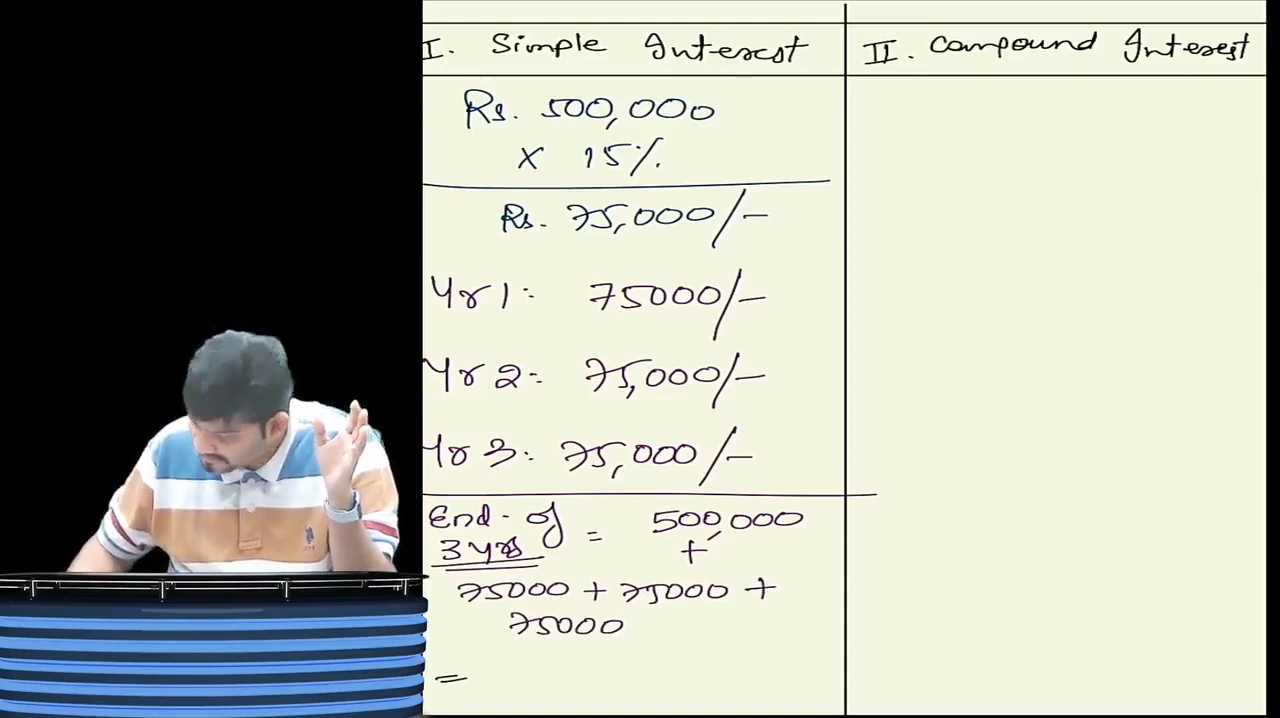 I. Simple Interest
II. Compound Interest
Rs. 500,000
x 15%
Rs. 75,000/-
Yr 1: 75000/-
Yr 2: 75,000/-
Yr 3: 75,000/-
End of = 500,000
3 yrs +
75000 + 75000 +
75000
=